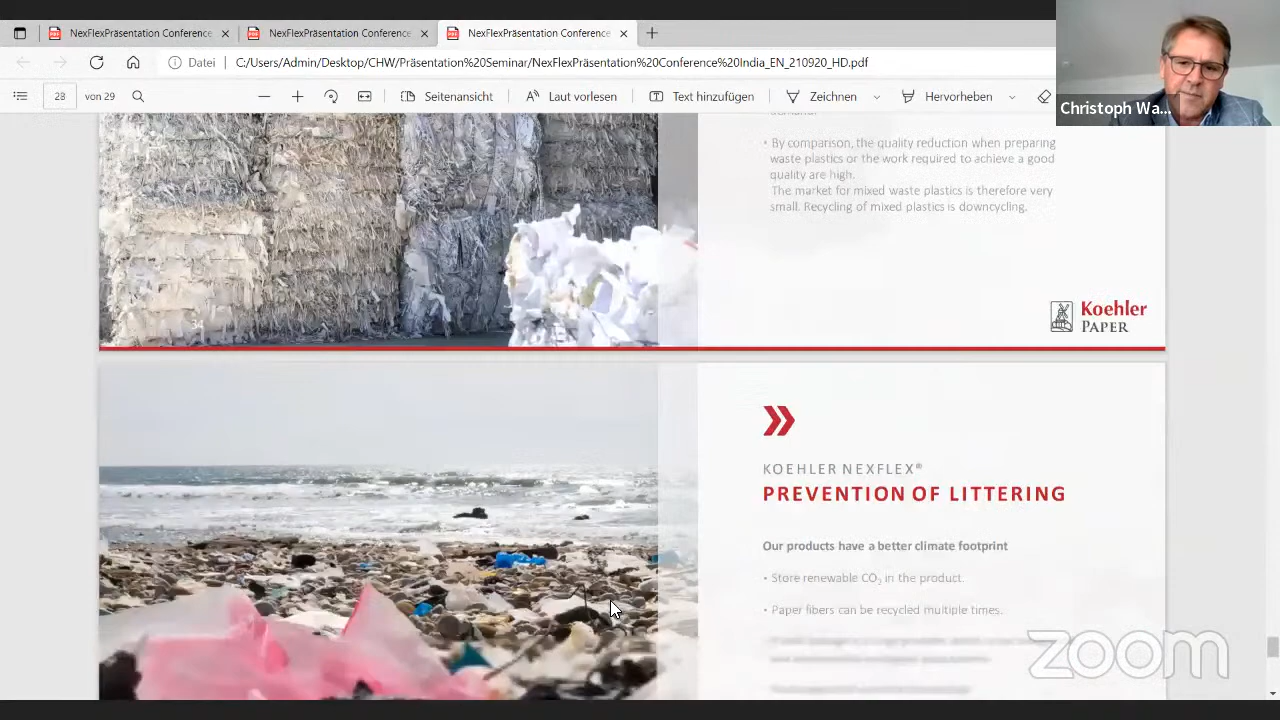 NexFlexPräsentation Conference
NexFlexPräsentation Conference
NexFlexPräsentation Conference
Datei
C:/Users/Admin/Desktop/CHW/Präsentation%20Seminar/NexFlexPräsentation%20Conference%20India_EN_210920_HD.pdf
28 von 29
Seitenansicht
Laut vorlesen
Text hinzufügen
Zeichnen
Hervorheben
Christoph Wa...
• By comparison, the quality reduction when preparing
waste plastics or the work required to achieve a good
quality are high.
The market for mixed waste plastics is therefore very
small. Recycling of mixed plastics is downcycling.
Koehler
PAPER
KOEHLER NEXFLEX®
PREVENTION OF LITTERING
Our products have a better climate footprint
• Store renewable CO₂ in the product.
• Paper fibers can be recycled multiple times.
zoom